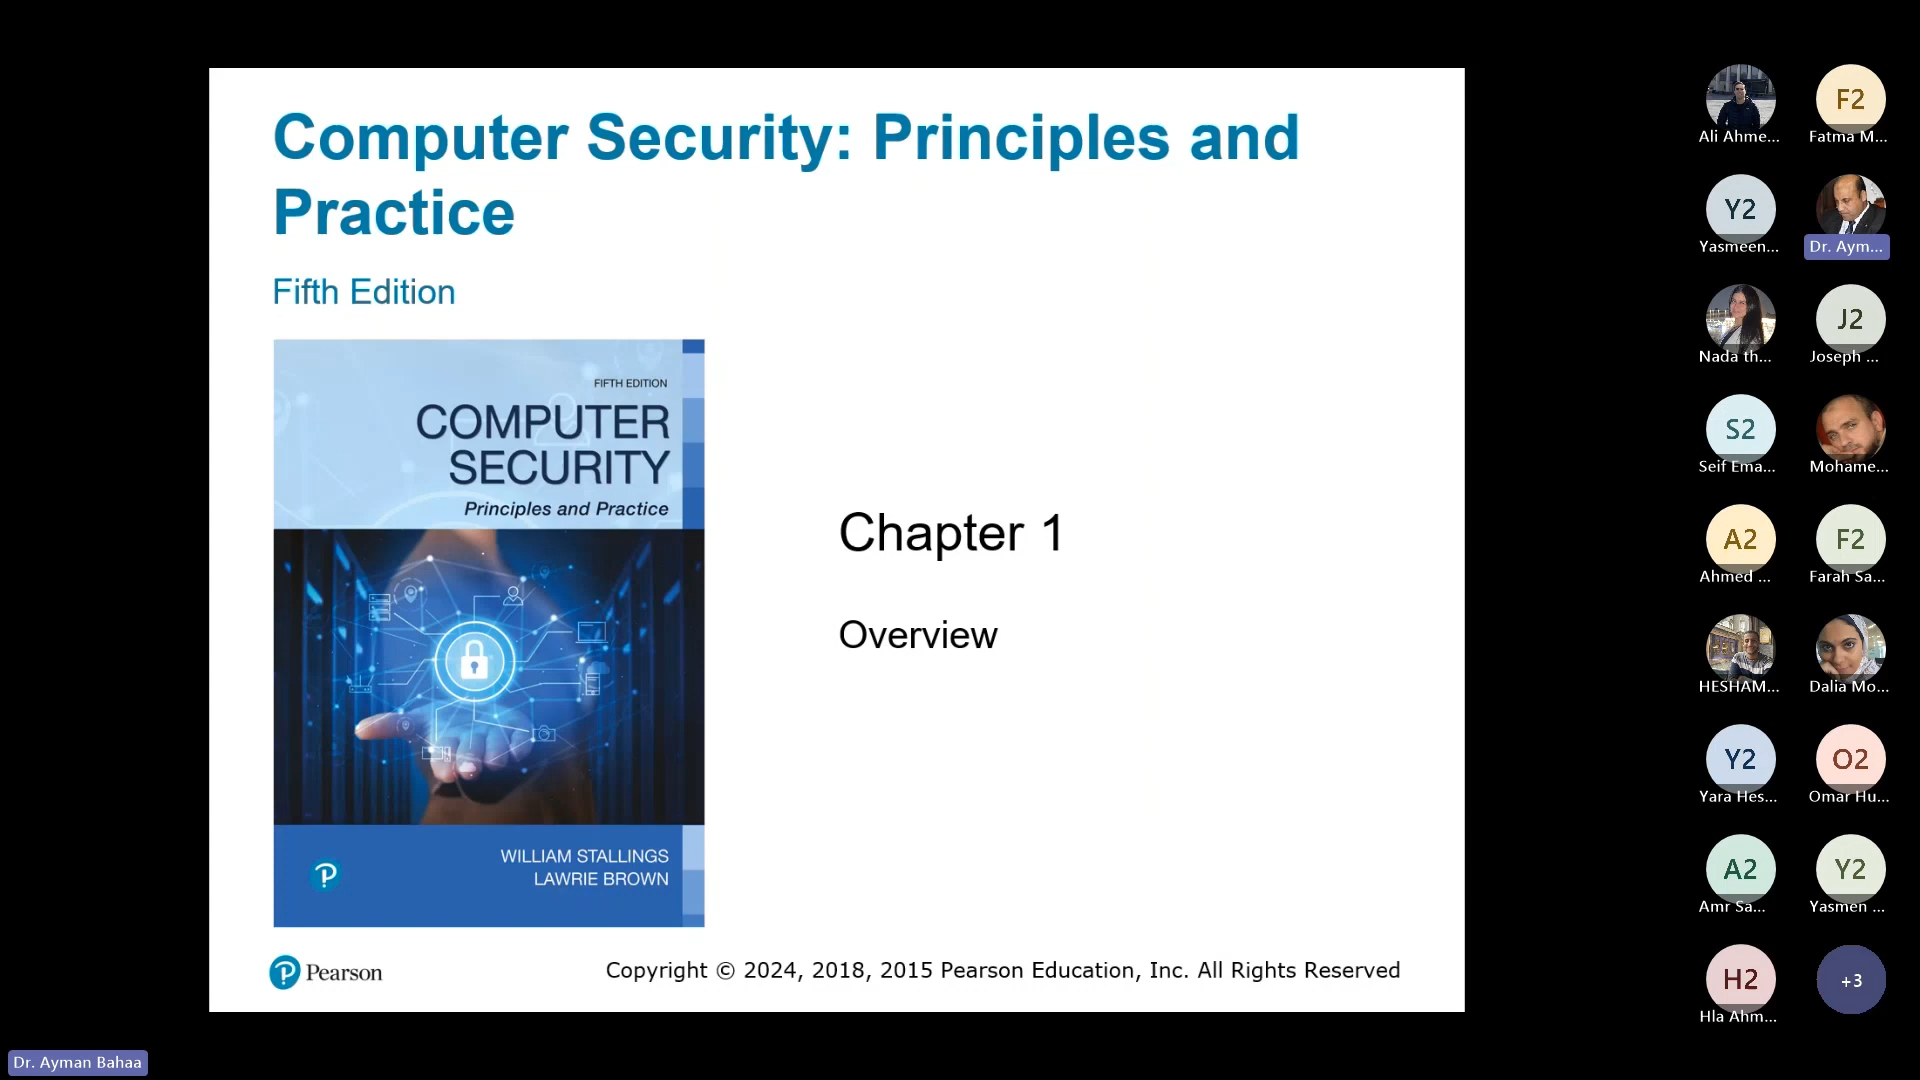 Computer Security: Principles and
Practice
Fifth Edition
FIFTH EDITION
COMPUTER
SECURITY
Principles and Practice
WILLIAM STALLINGS
LAWRIE BROWN
Chapter 1
Overview
Pearson
Copyright © 2024, 2018, 2015 Pearson Education, Inc. All Rights Reserved
Ali Ahme...
F2
Fatma M...
Y2
Yasmeen...
Dr. Aym...
Nada th...
J2
Joseph ...
S2
Seif Ema...
Mohame...
A2
Ahmed ...
F2
Farah Sa...
HESHAM...
Dalia Mo...
Y2
Yara Hes...
O2
Omar Hu...
A2
Amr Sa...
Y2
Yasmen ...
H2
Hla Ahm...
+3
Dr. Ayman Bahaa